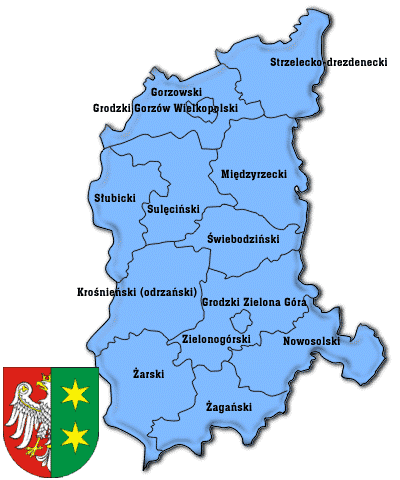 Strzelecko-drezdenecki
Gorzowski
Grodzki Gorzów Wielkopolski
Międzyrzecki
Słubicki
Sulęciński
Świebodziński
Krośnieński (odrzański)
Grodzki Zielona Góra
Zielonogórski
Nowosolski
Żarski
Żagański